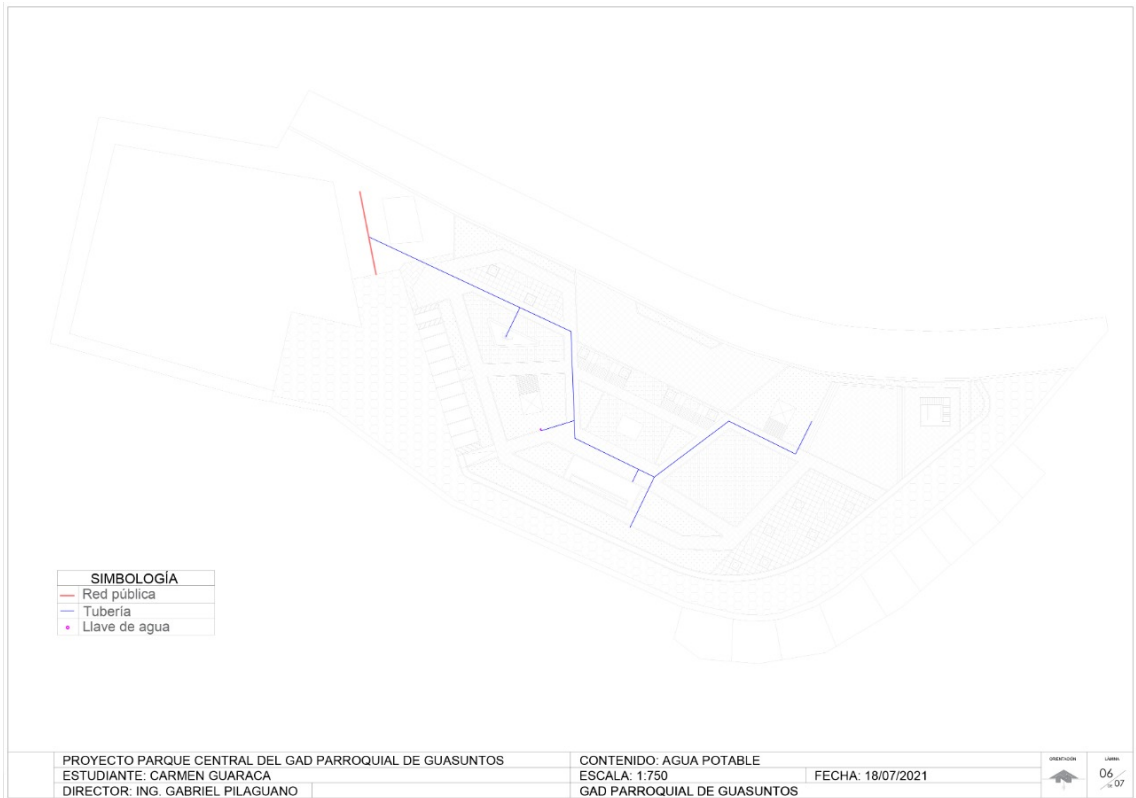 SIMBOLOGÍA
Red pública
Tubería
Llave de agua
PROYECTO PARQUE CENTRAL DEL GAD PARROQUIAL DE GUASUNTOS
ESTUDIANTE: CARMEN GUARACA
DIRECTOR: ING. GABRIEL PILAGUANO
CONTENIDO: AGUA POTABLE
ESCALA: 1:750
FECHA: 18/07/2021
GAD PARROQUIAL DE GUASUNTOS
ORIENTACIÓN
LÁMINA
06
DE 07